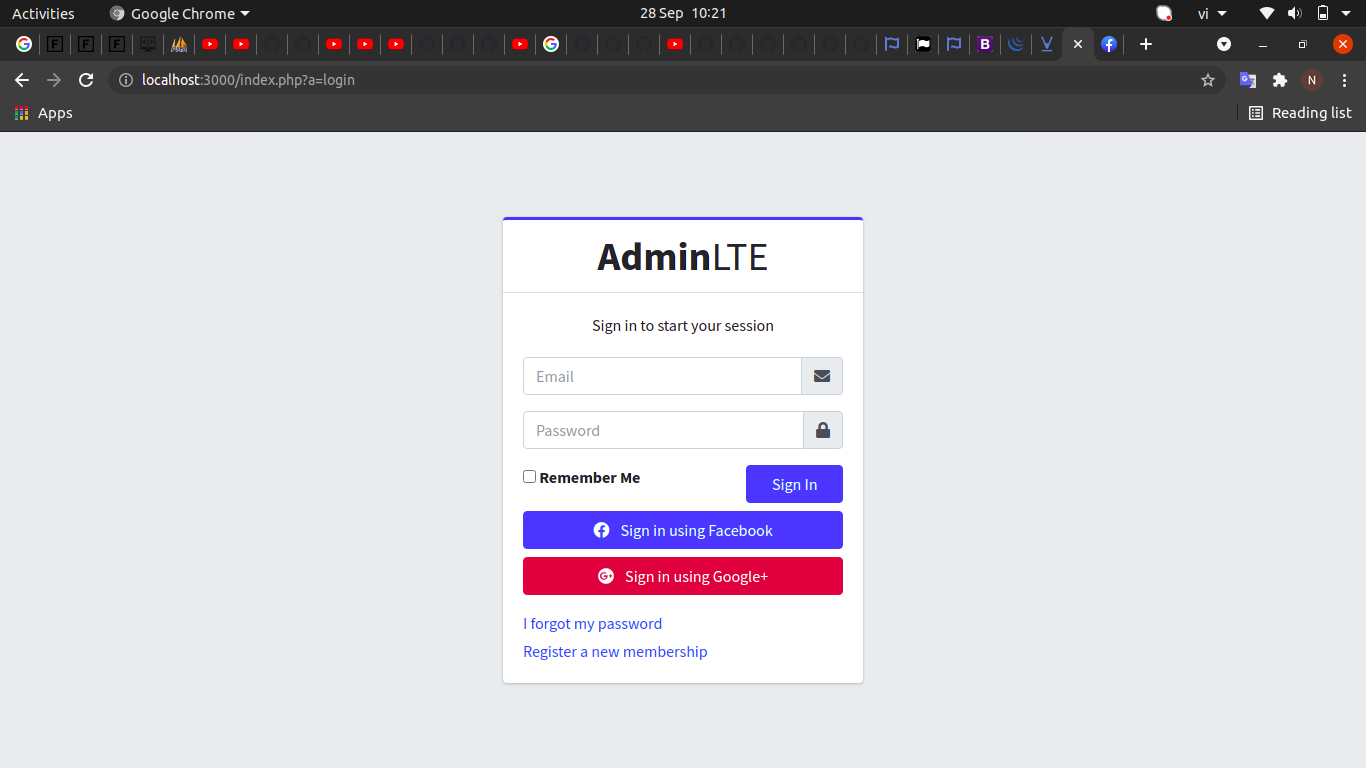 Activities Google Chrome 28 Sep 10:21 vi
localhost:3000/index.php?a=login N
Apps Reading list
AdminLTE
Sign in to start your session
Email
Password
Remember Me Sign In
Sign in using Facebook
Sign in using Google+
I forgot my password
Register a new membership